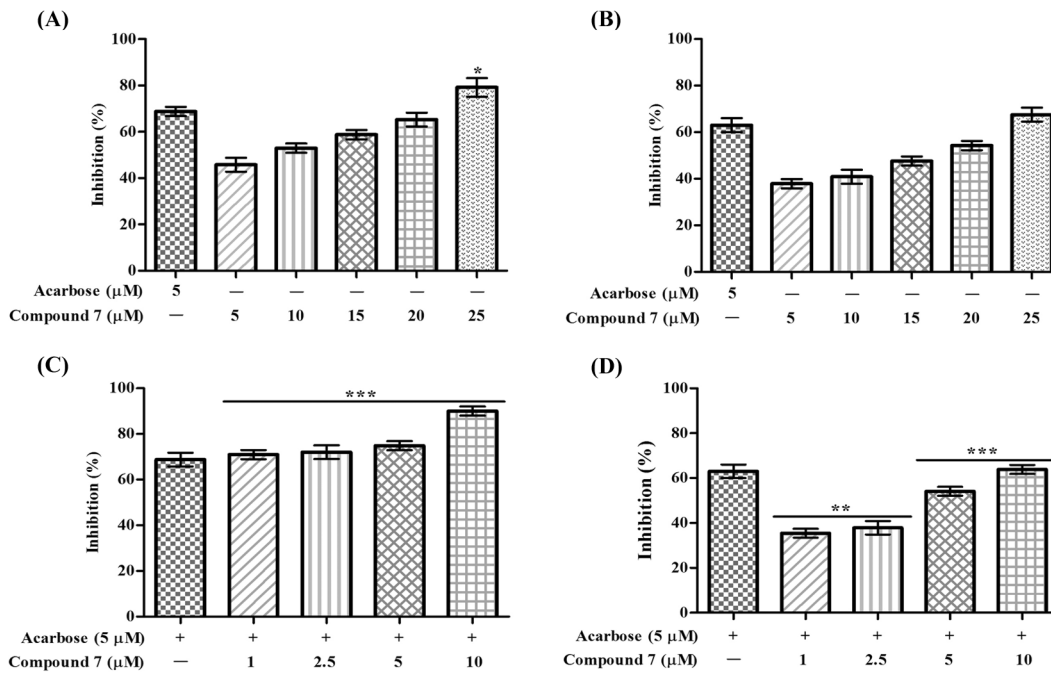 (A)
100
80
60
40
20
0
Inhibition (%)
*
Acarbose (μM) 5 — — — — —
Compound 7 (μM) — 5 10 15 20 25
(B)
100
80
60
40
20
0
Inhibition (%)
Acarbose (μM) 5 — — — — —
Compound 7 (μM) — 5 10 15 20 25
(C)
100
80
60
40
20
0
Inhibition (%)
***
Acarbose (5 μM) + + + + +
Compound 7 (μM) — 1 2.5 5 10
(D)
100
80
60
40
20
0
Inhibition (%)
**
***
Acarbose (5 μM) + + + + +
Compound 7 (μM) — 1 2.5 5 10